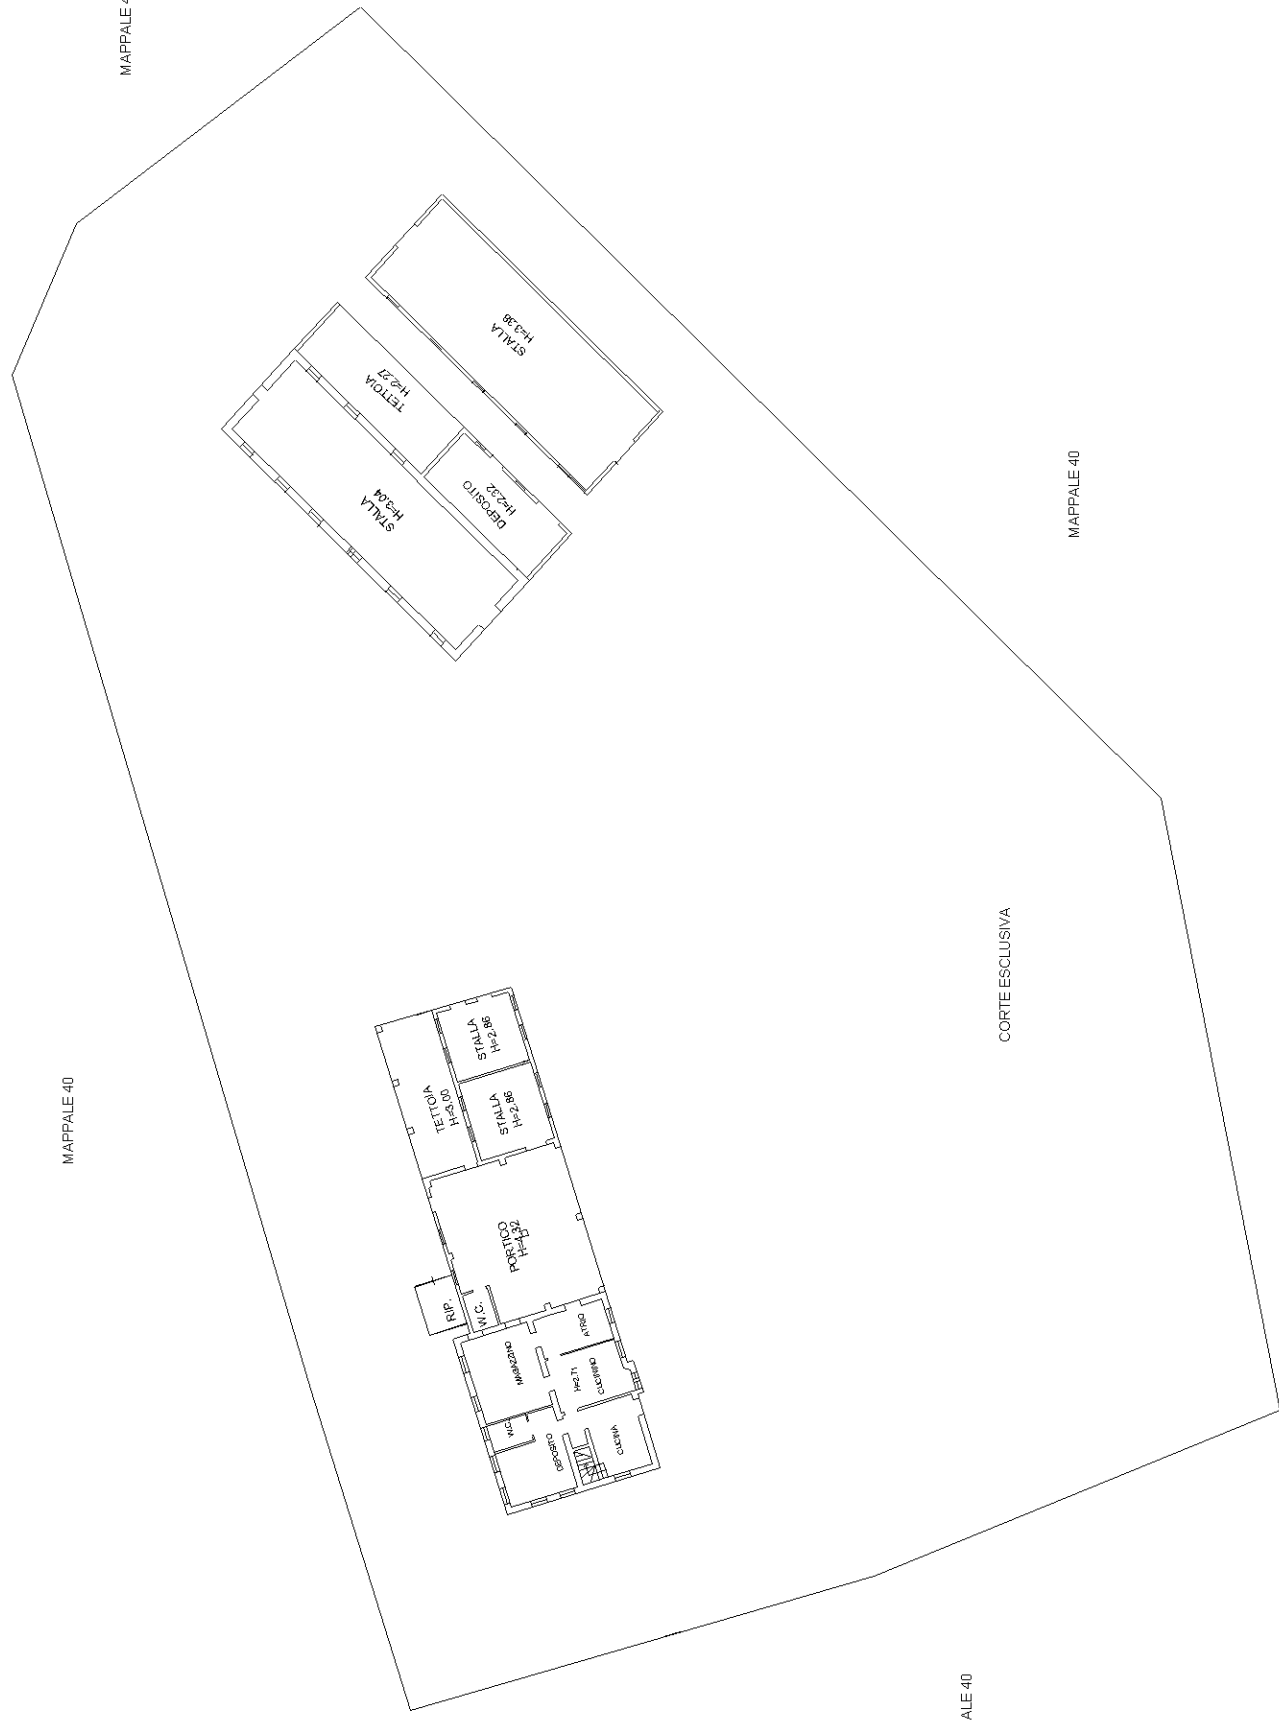 MAPPALE 4
STALLA
H=3.38
TETTOIA
H=2.27
STALLA
H=3.04
DEPOSITO
H=2.32
MAPPALE 40
CORTE ESCLUSIVA
MAPPALE 40
STALLA
H=2.86
TETTOIA
H=3.00
STALLA
H=2.86
PORTICO
H=4.32
RIP.
W.C.
ATRIO
MAGAZZINO
H=2.71
CUCININO
W.C.
DEPOSITO
CUCINA
ALE 40